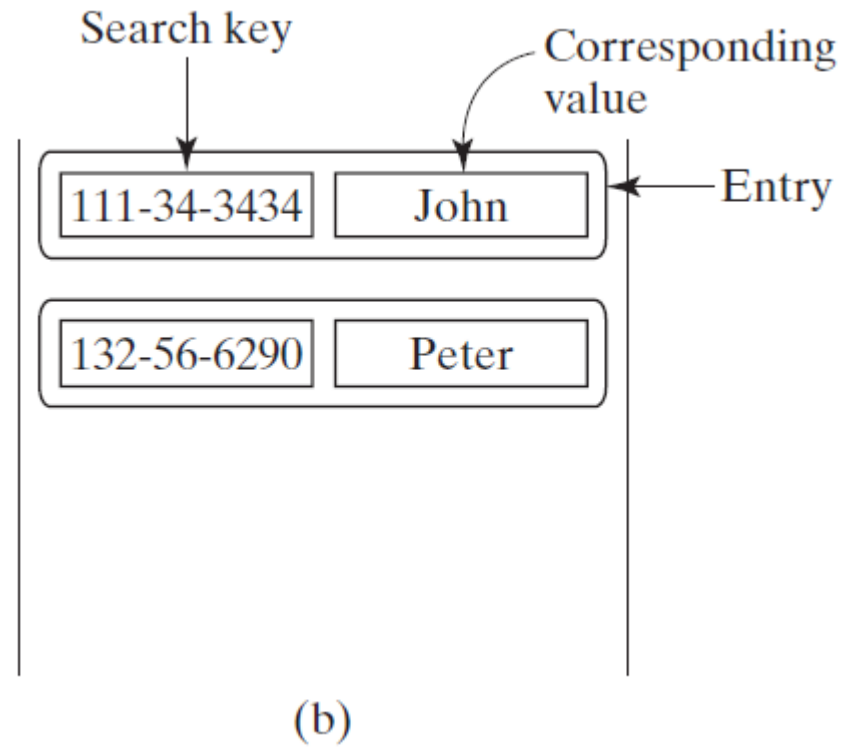 Search key
Corresponding
value
111-34-3434
John
Entry
132-56-6290
Peter
(b)